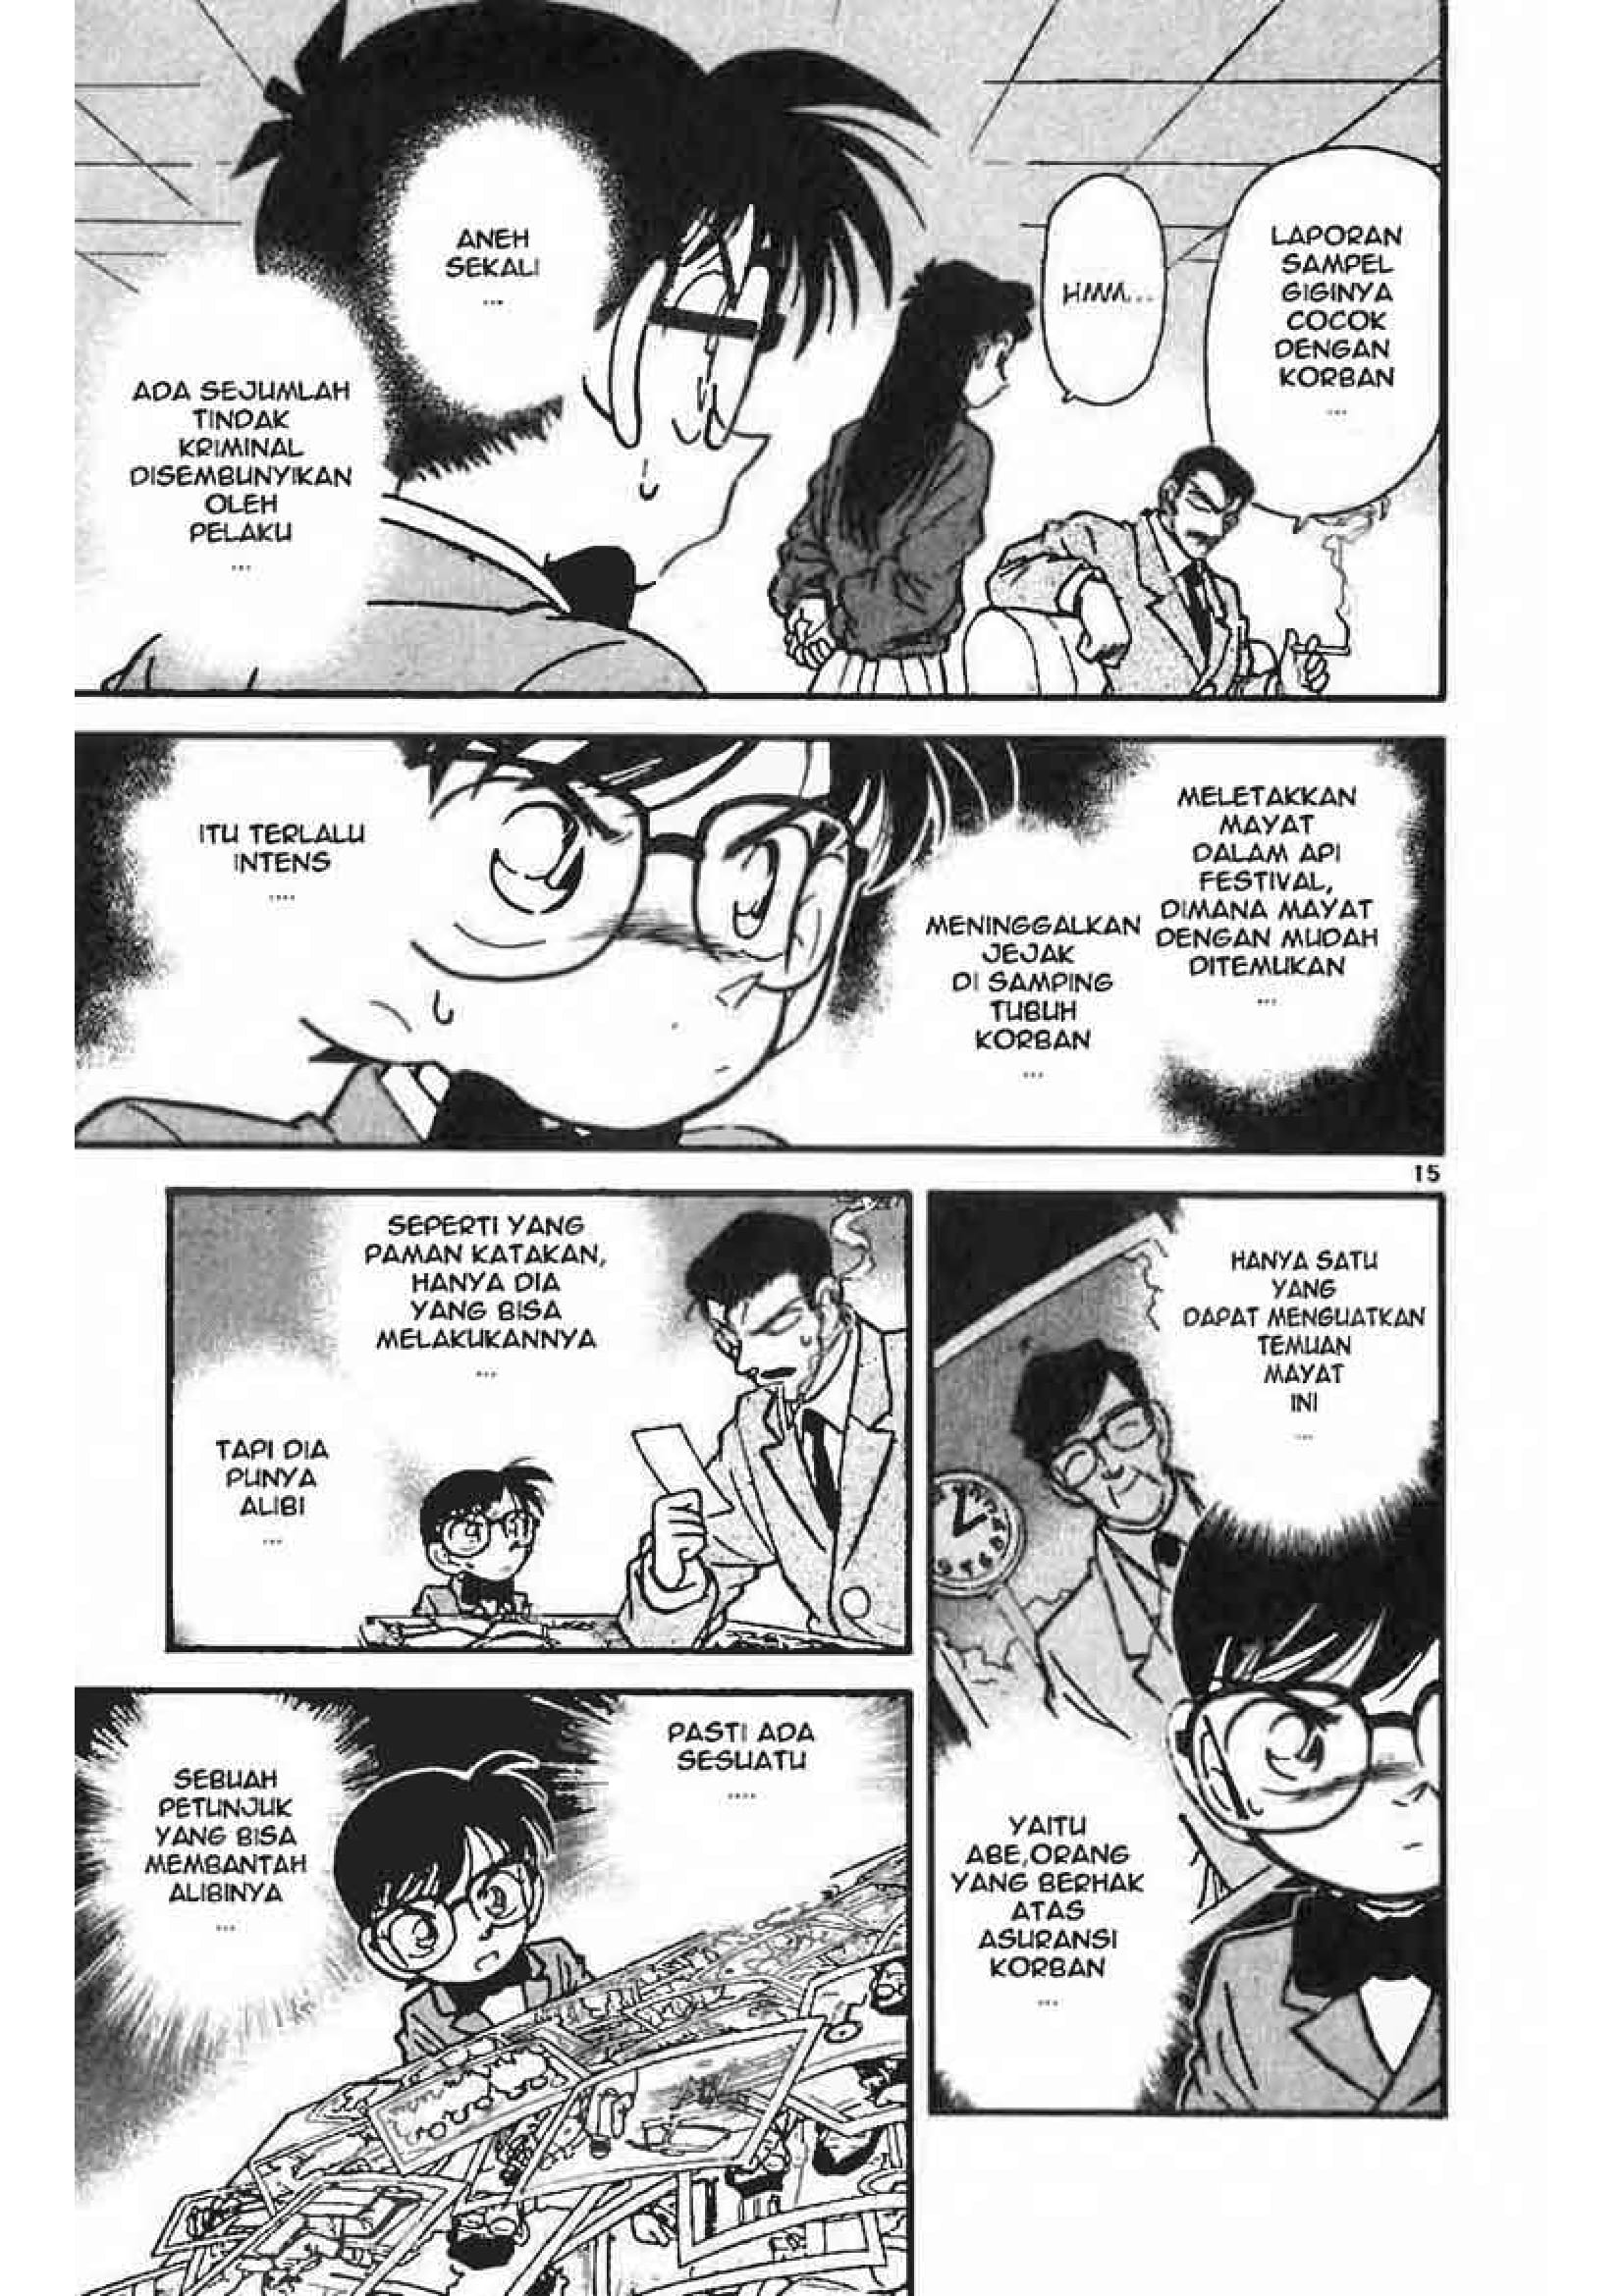 LAPORAN
SAMPEL
GIGINYA
COCOK
DENGAN
KORBAN
...
HMM...
ANEH
SEKALI
...
ADA SEJUMLAH
TINDAK
KRIMINAL
DISEMBUNYIKAN
OLEH
PELAKU
...
MELETAKKAN
MAYAT
DALAM API
FESTIVAL,
DIMANA MAYAT
DENGAN MUDAH
DITEMUKAN
...
MENINGGALKAN
JEJAK
DI SAMPING
TUBUH
KORBAN
...
ITU TERLALU
INTENS
....
15
HANYA SATU
YANG
DAPAT MENGUATKAN
TEMUAN
MAYAT
INI
...
YAITU
ABE,ORANG
YANG BERHAK
ATAS
ASURANSI
KORBAN
...
SEPERTI YANG
PAMAN KATAKAN,
HANYA DIA
YANG BISA
MELAKUKANNYA
...
TAPI DIA
PUNYA
ALIBI
...
PASTI ADA
SESUATU
....
SEBUAH
PETUNJUK
YANG BISA
MEMBANTAH
ALIBINYA
...